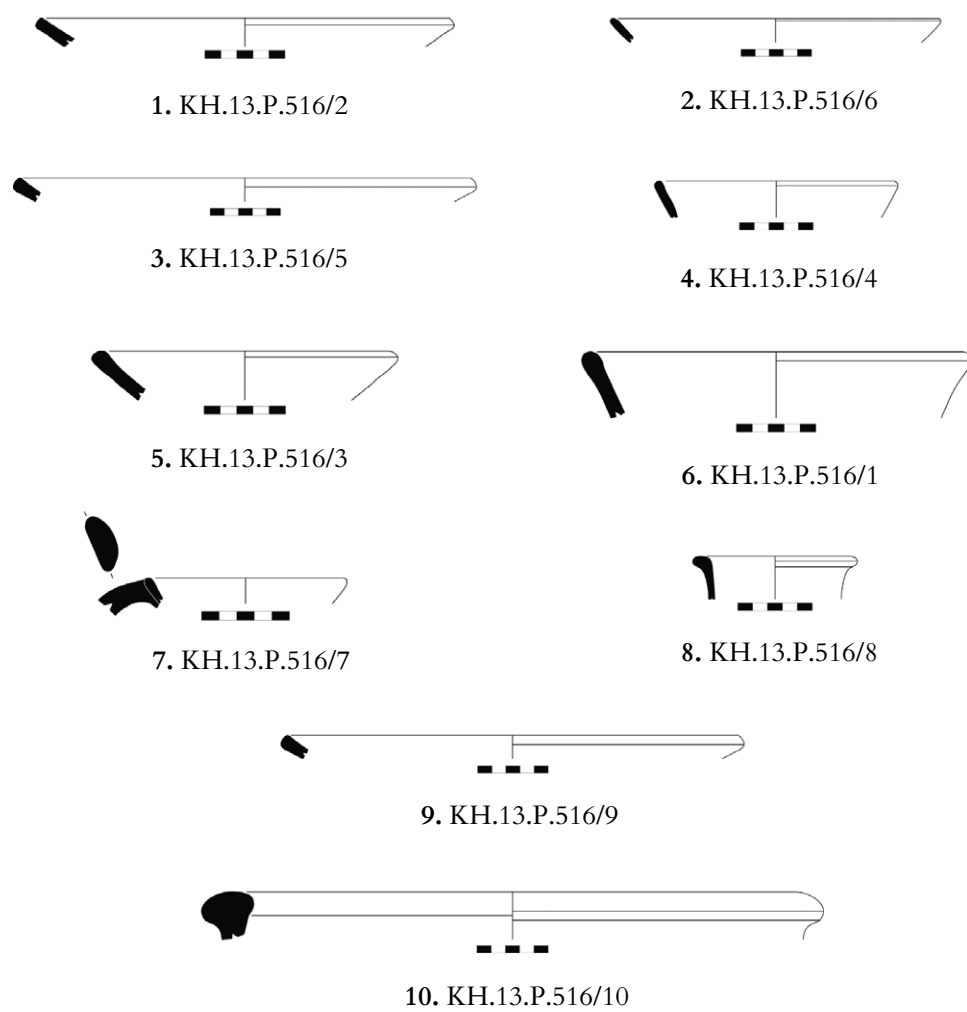 1. KH.13.P.516/2
2. KH.13.P.516/6
3. KH.13.P.516/5
4. KH.13.P.516/4
5. KH.13.P.516/3
6. KH.13.P.516/1
7. KH.13.P.516/7
8. KH.13.P.516/8
9. KH.13.P.516/9
10. KH.13.P.516/10